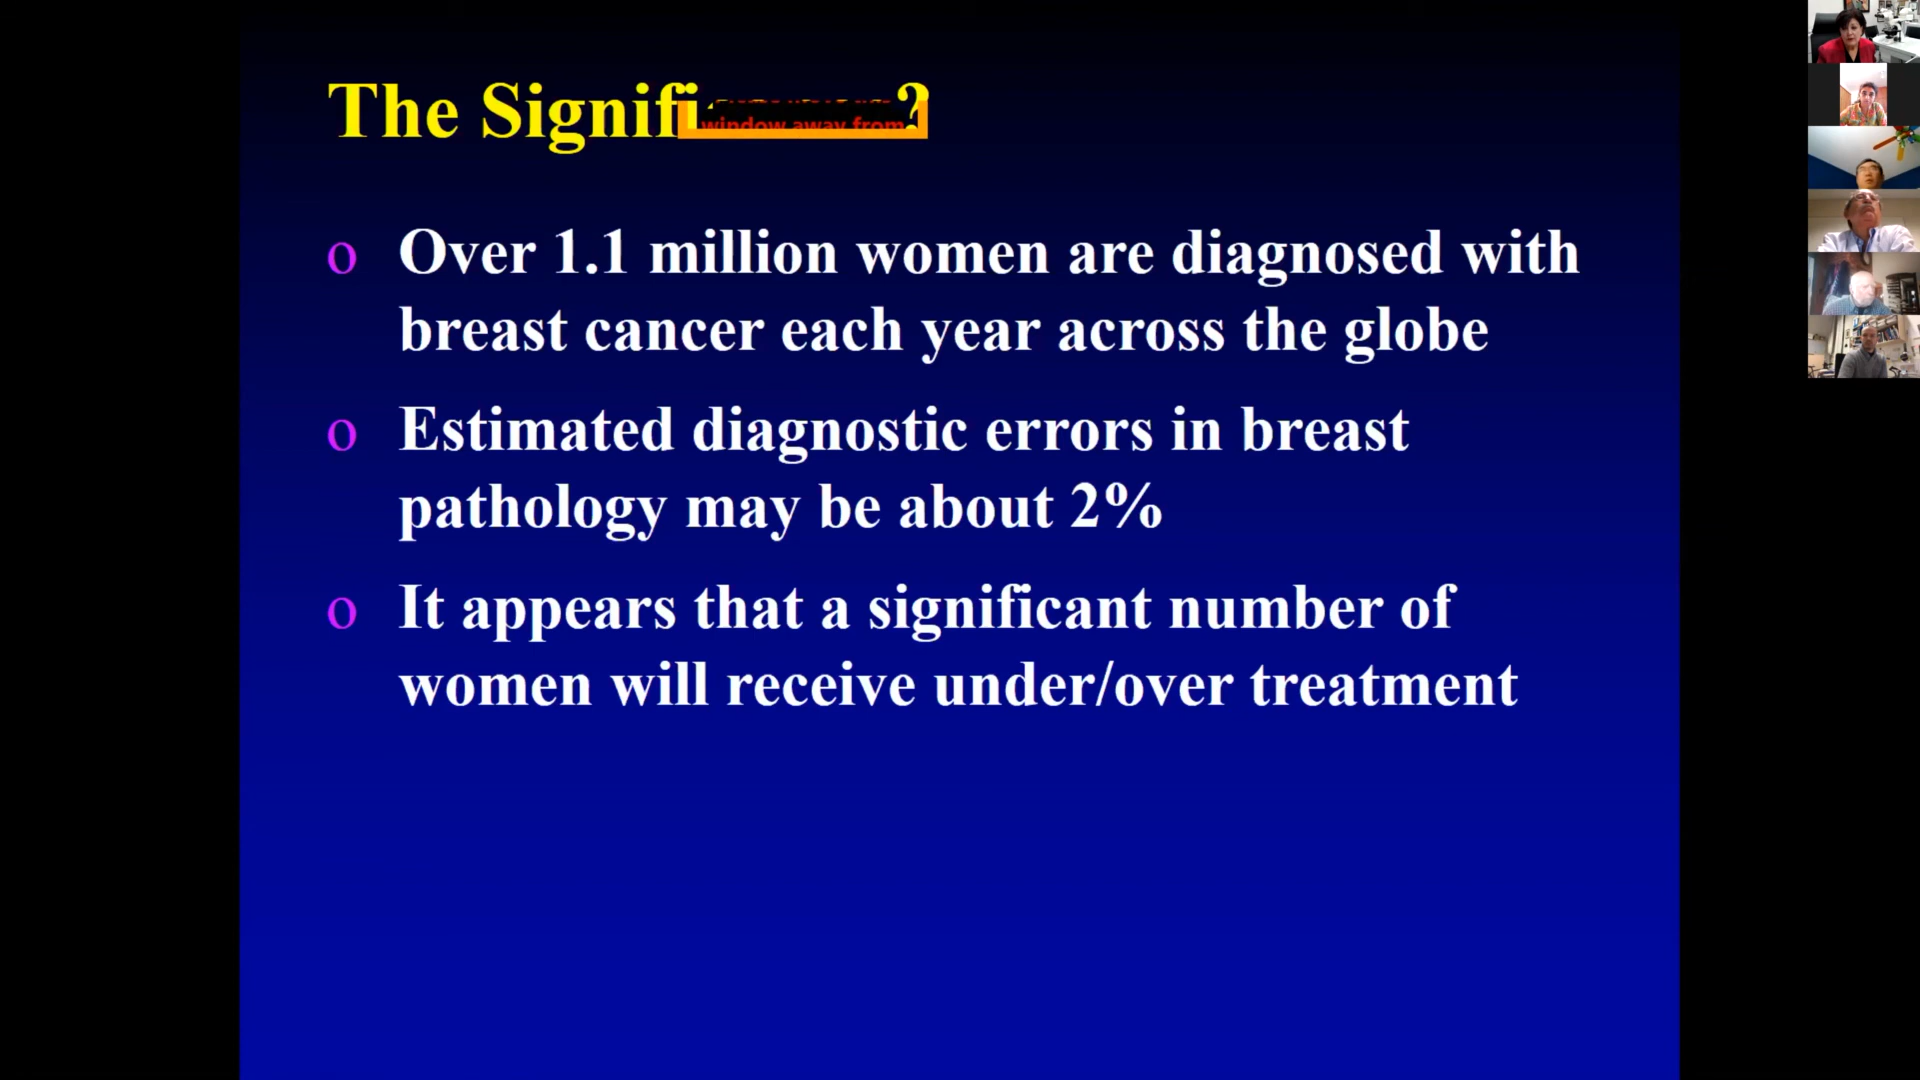 The Signifi ?
window away from
o Over 1.1 million women are diagnosed with
breast cancer each year across the globe
o Estimated diagnostic errors in breast
pathology may be about 2%
o It appears that a significant number of
women will receive under/over treatment